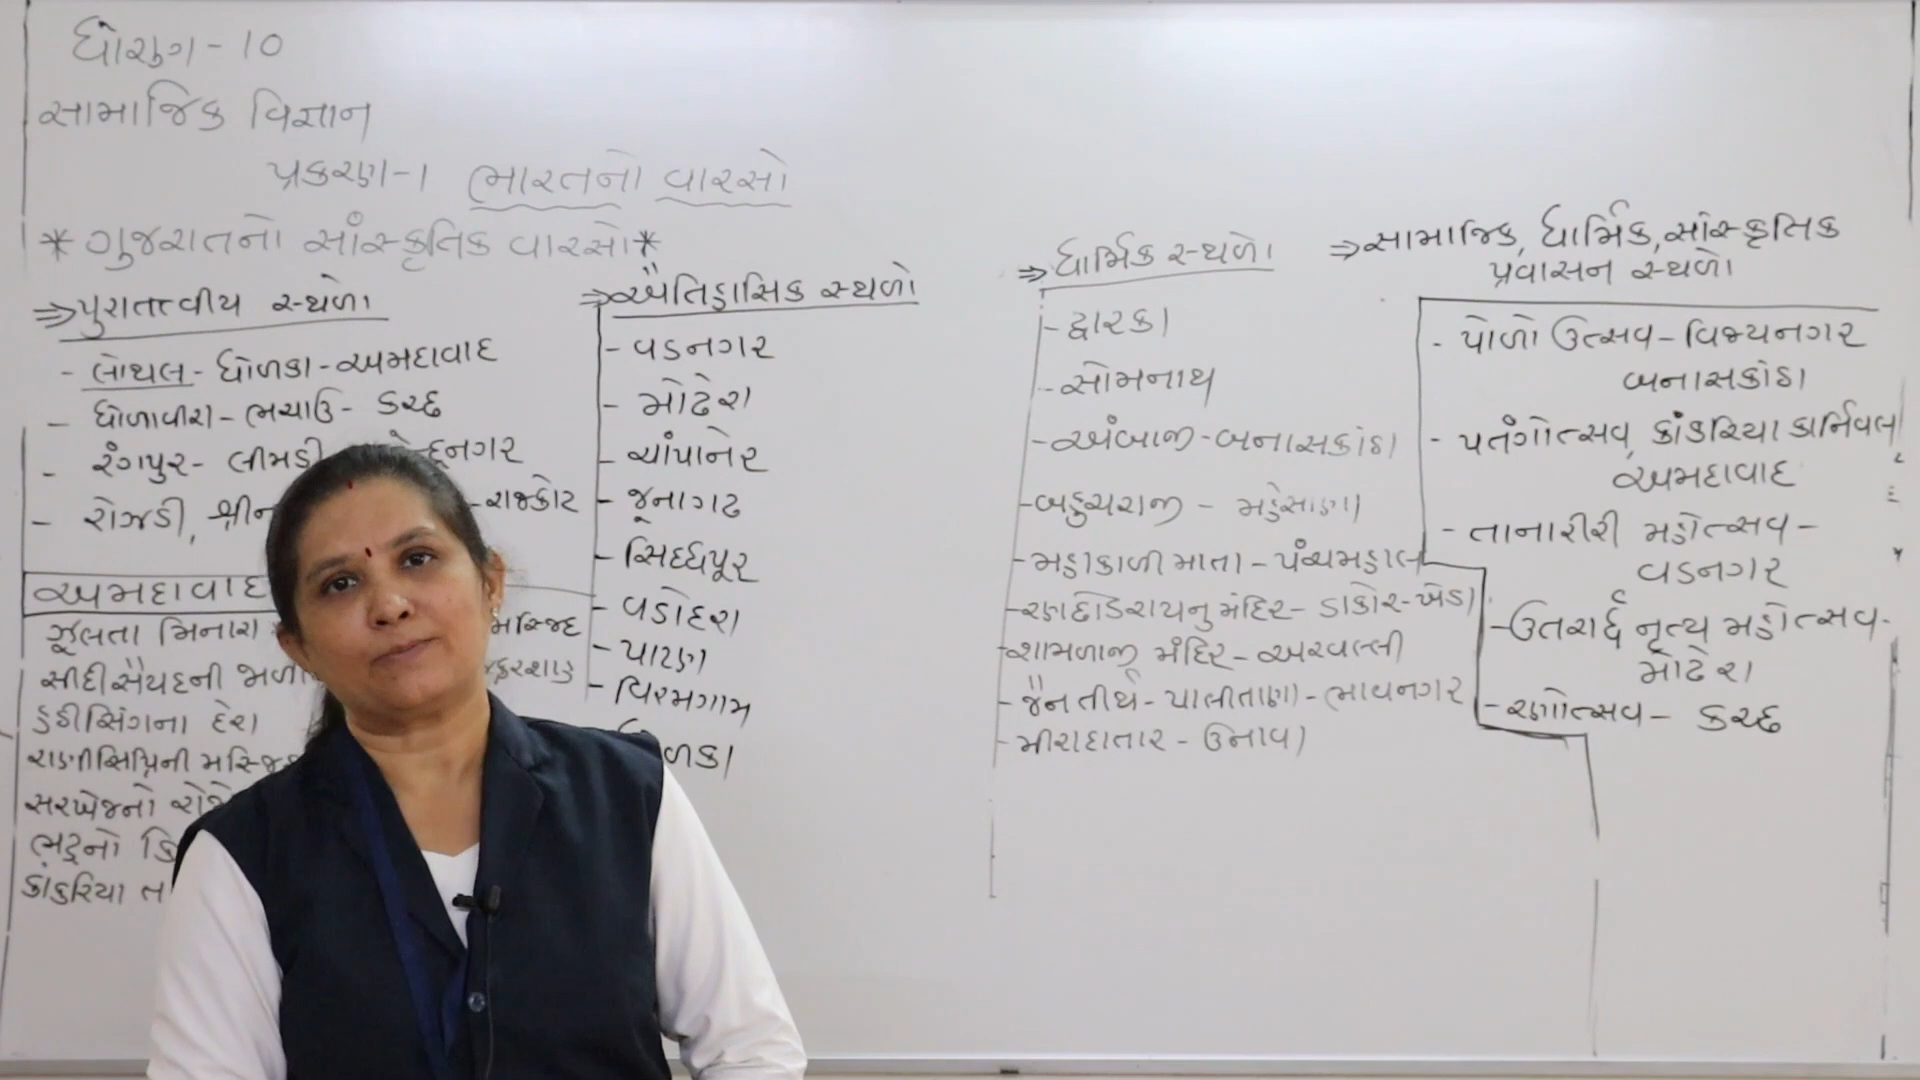 ધોરણ-10
સામાજિક વિજ્ઞાન
પ્રકરણ-1 ભારતનો વારસો
*ગુજરાતનો સાંસ્કૃતિક વારસો*
⇒પુરાતત્વીય સ્થળો
- લોથલ - ધોળકા - અમદાવાદ
- ધોળાવીરા - ભચાઉ - કચ્છ
- રંગપુર - લીમડી
- રોઝડી, - રાજકોટ
અમદાવાદ
ઝૂલતા મિનારા મસ્જિદ
સીદી સૈયદની
હઠીસિંગના દેરા
રાણીસિપ્રિની
સરખેજનો
ભદ્રનો
કાંકરિયા
⇒ઐતિહાસિક સ્થળો
- વડનગર
- મોઢેરા
- ચાંપાનેર
- જૂનાગઢ
- સિદ્ધપૂર
- વડોદરા
- પાટણ
- વિરમગામ
⇒ ધાર્મિક સ્થળો
- દ્વારકા
- સોમનાથ
- અંબાજી - બનાસકાંઠા
- બહુચરાજી - મહેસાણા
- મહાકાળી માતા - પંચમહાલ
- રણછોડરાયનુ મંદિર - ડાકોર - ખેડા
- શામળાજી મંદિર - અરવલ્લી
- જૈન તીર્થ - પાલીતાણા - ભાવનગર
- મીરાદાતાર - ઉનાવા
⇒સામાજિક, ધાર્મિક, સાંસ્કૃતિક
પ્રવાસન સ્થળો
- પોળો ઉત્સવ - વિજયનગર
બનાસકાંઠા
- પતંગોત્સવ, કાંકરિયા કાર્નિવલ
અમદાવાદ
- તાનારીરી મહોત્સવ -
વડનગર
- ઉતરાર્દ્ધ નૃત્ય મહોત્સવ -
મોઢેરા
- રણોત્સવ - કચ્છ